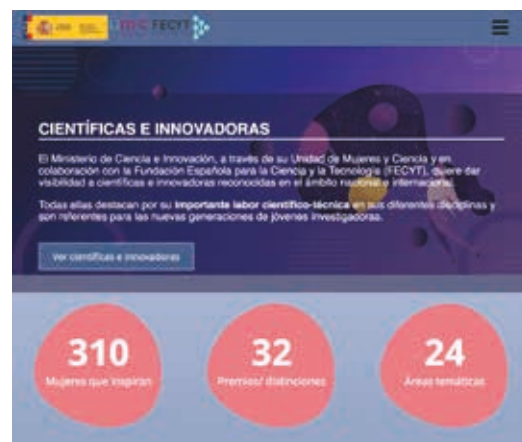 FECYT
CIENTÍFICAS E INNOVADORAS
El Ministerio de Ciencia e Innovación, a través de su Unidad de Mujeres y Ciencia y en
colaboración con la Fundación Española para la Ciencia y la Tecnología (FECYT), quiere dar
visibilidad a científicas e innovadoras reconocidas en el ámbito nacional e internacional.
Todas ellas destacan por su importante labor científico-técnica en sus diferentes disciplinas y
son referentes para las nuevas generaciones de jóvenes investigadoras.
Ver científicas e innovadoras
310
32
24
Mujeres que inspiran
Premios/ distinciones
Áreas temáticas